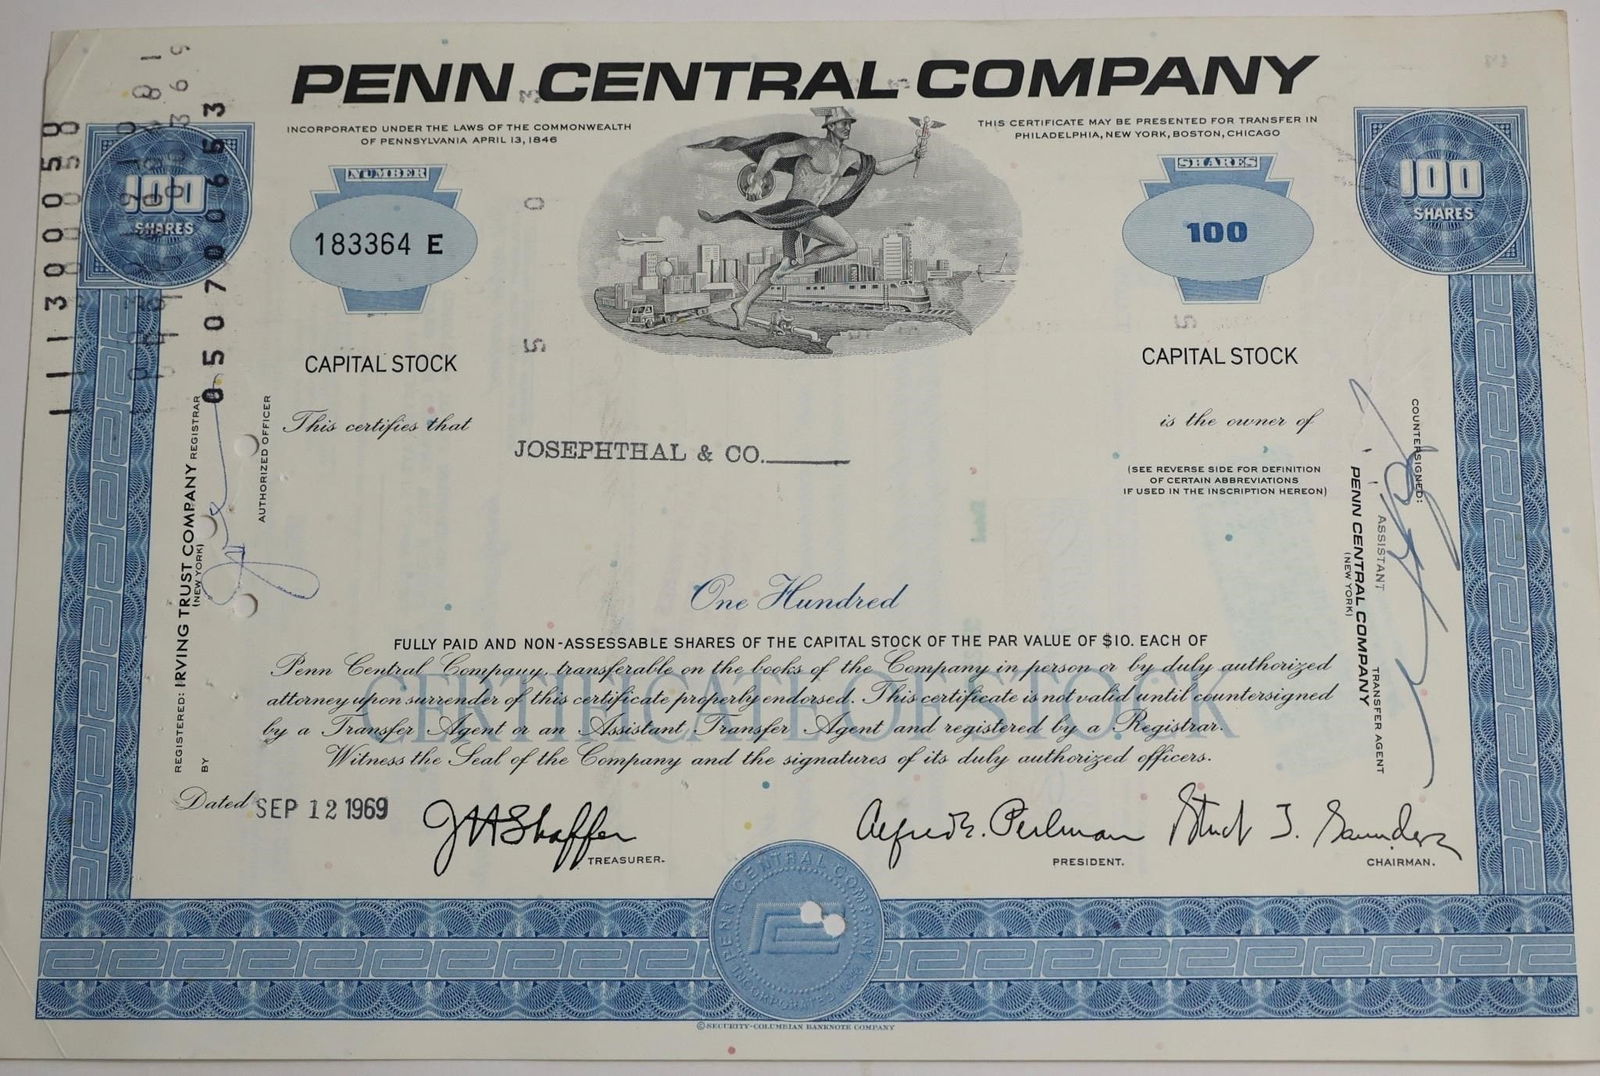 PENN CENTRAL COMPANY
INCORPORATED UNDER THE LAWS OF THE COMMONWEALTH
OF PENNSYLVANIA APRIL 13, 1846
THIS CERTIFICATE MAY BE PRESENTED FOR TRANSFER IN
PHILADELPHIA, NEW YORK, BOSTON, CHICAGO
100
SHARES
NUMBER
183364 E
SHARES
100
100
SHARES
11130058
05070653
CAPITAL STOCK
CAPITAL STOCK
This certifies that
JOSEPHTHAL & CO.
is the owner of
(SEE REVERSE SIDE FOR DEFINITION
OF CERTAIN ABBREVIATIONS
IF USED IN THE INSCRIPTION HEREON)
REGISTERED: IRVING TRUST COMPANY REGISTRAR
(NEW YORK)
BY
AUTHORIZED OFFICER
COUNTERSIGNED:
ASSISTANT TRANSFER AGENT
PENN CENTRAL COMPANY
(NEW YORK)
One Hundred
FULLY PAID AND NON-ASSESSABLE SHARES OF THE CAPITAL STOCK OF THE PAR VALUE OF $10. EACH OF
Penn Central Company, transferable on the books of the Company in person or by duly authorized
attorney upon surrender of this certificate properly endorsed. This certificate is not valid until countersigned
by a Transfer Agent or an Assistant Transfer Agent and registered by a Registrar.
Witness the Seal of the Company and the signatures of its duly authorized officers.
CERTIFICATE OF STOCK
Dated SEP 12 1969
J H Shaffer
TREASURER.
Alfred E. Perlman
PRESIDENT.
Stuart T. Saunders
CHAIRMAN.
PENN CENTRAL COMPANY
INCORPORATED 1846
©SECURITY-COLUMBIAN BANKNOTE COMPANY